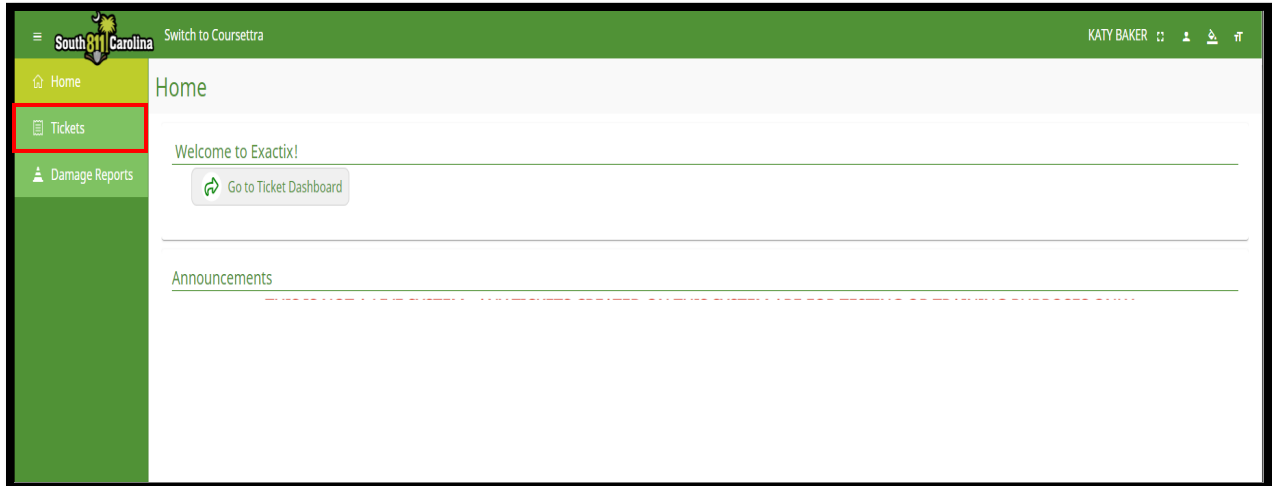 South 811 Carolina
Switch to Coursettra
KATY BAKER
Home
Tickets
Damage Reports
Home
Welcome to Exactix!
Go to Ticket Dashboard
Announcements